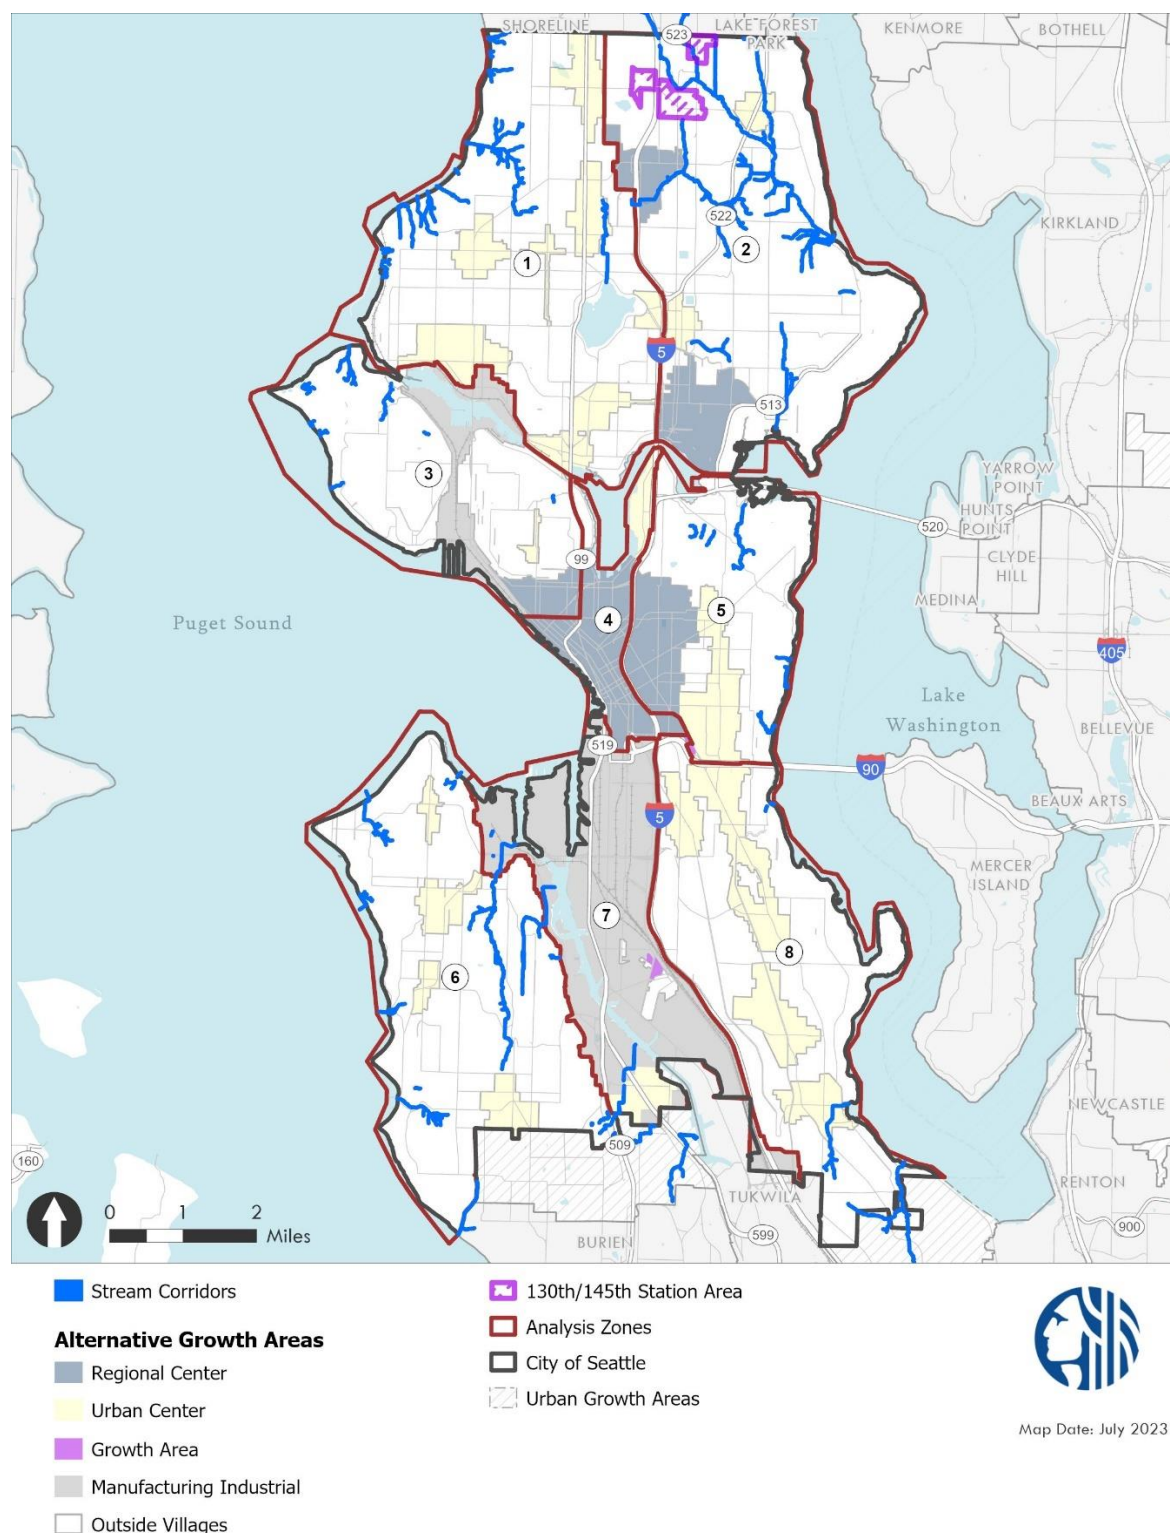 SHORELINE
LAKE FOREST
PARK
KENMORE
BOTHELL
523
522
KIRKLAND
1
2
5
513
3
YARROW
POINT
HUNTS
POINT
520
CLYDE
HILL
MEDINA
99
4
5
Puget Sound
405
Lake
Washington
BELLEVUE
519
90
BEAUX ARTS
5
MERCER
ISLAND
7
8
6
NEWCASTLE
160
509
TUKWILA
RENTON
900
599
BURIEN
0 1 2
Miles
Stream Corridors
Alternative Growth Areas
Regional Center
Urban Center
Growth Area
Manufacturing Industrial
Outside Villages
130th/145th Station Area
Analysis Zones
City of Seattle
Urban Growth Areas
Map Date: July 2023